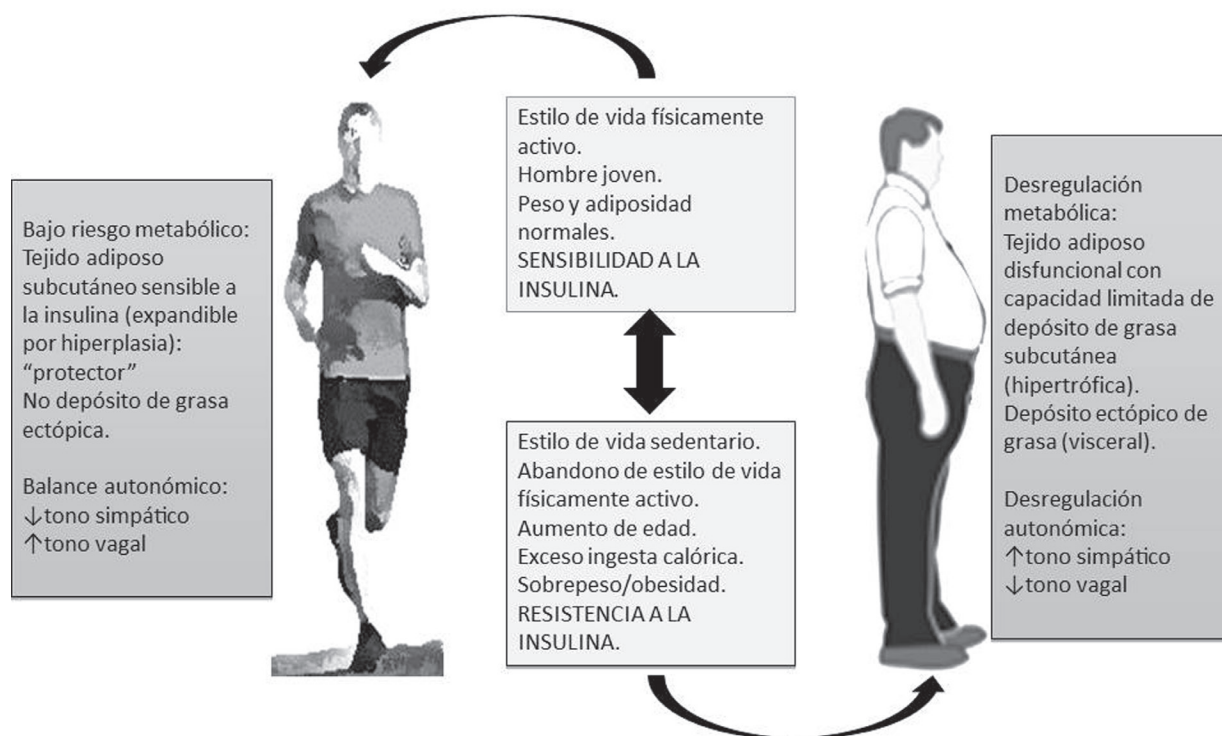 Bajo riesgo metabólico:
Tejido adiposo
subcutáneo sensible a
la insulina (expandible
por hiperplasia):
“protector”
No depósito de grasa
ectópica.
Balance autonómico:
↓tono simpático
↑tono vagal
Estilo de vida físicamente
activo.
Hombre joven.
Peso y adiposidad
normales.
SENSIBILIDAD A LA
INSULINA.
Estilo de vida sedentario.
Abandono de estilo de vida
físicamente activo.
Aumento de edad.
Exceso ingesta calórica.
Sobrepeso/obesidad.
RESISTENCIA A LA
INSULINA.
Desregulación
metabólica:
Tejido adiposo
disfuncional con
capacidad limitada de
depósito de grasa
subcutánea
(hipertrófica).
Depósito ectópico de
grasa (visceral).
Desregulación
autonómica:
↑tono simpático
↓tono vagal